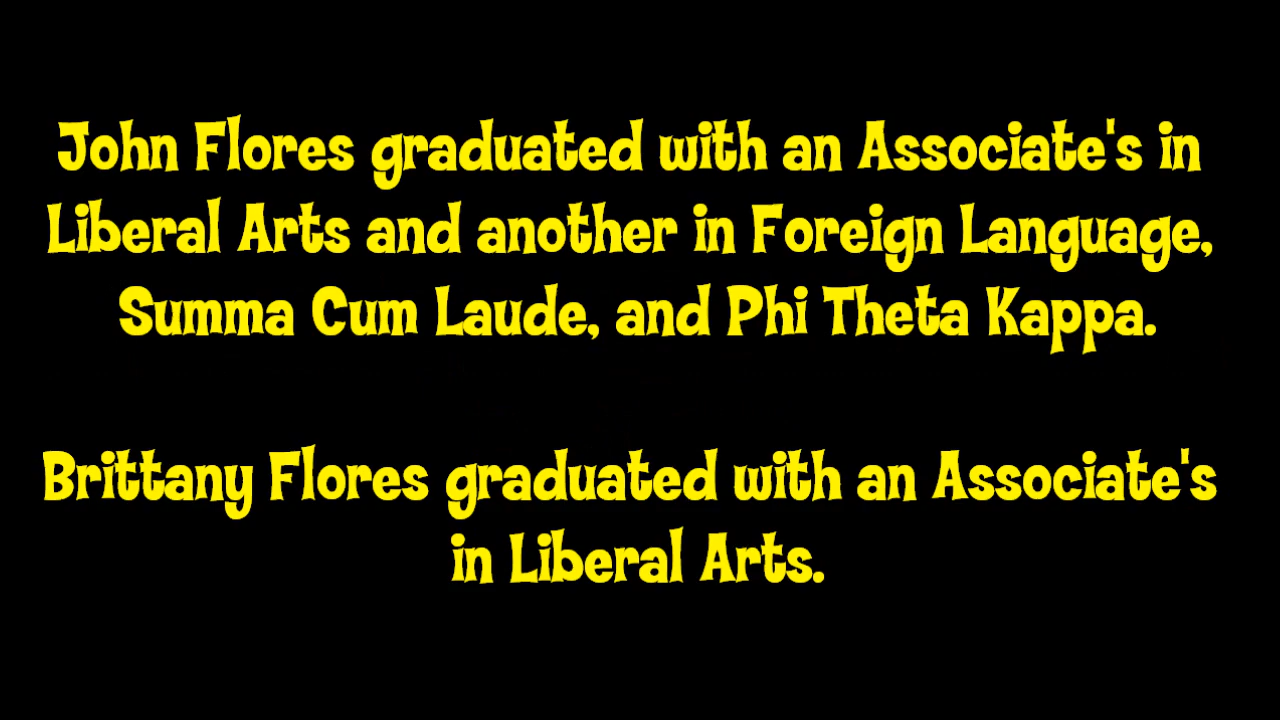 John Flores graduated with an Associate's in
Liberal Arts and another in Foreign Language,
Summa Cum Laude, and Phi Theta Kappa.
Brittany Flores graduated with an Associate's
in Liberal Arts.